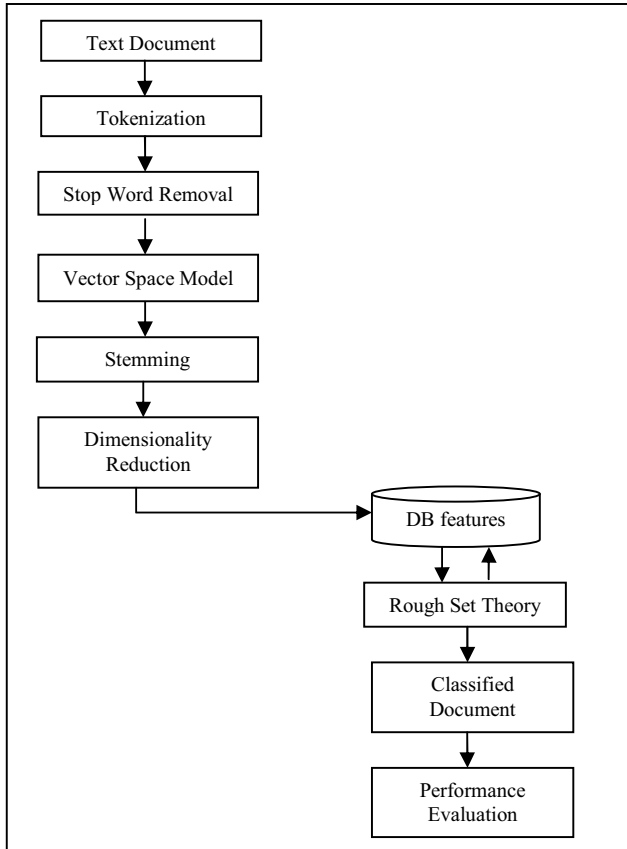 Text Document
Tokenization
Stop Word Removal
Vector Space Model
Stemming
Dimensionality
Reduction
DB features
Rough Set Theory
Classified
Document
Performance
Evaluation